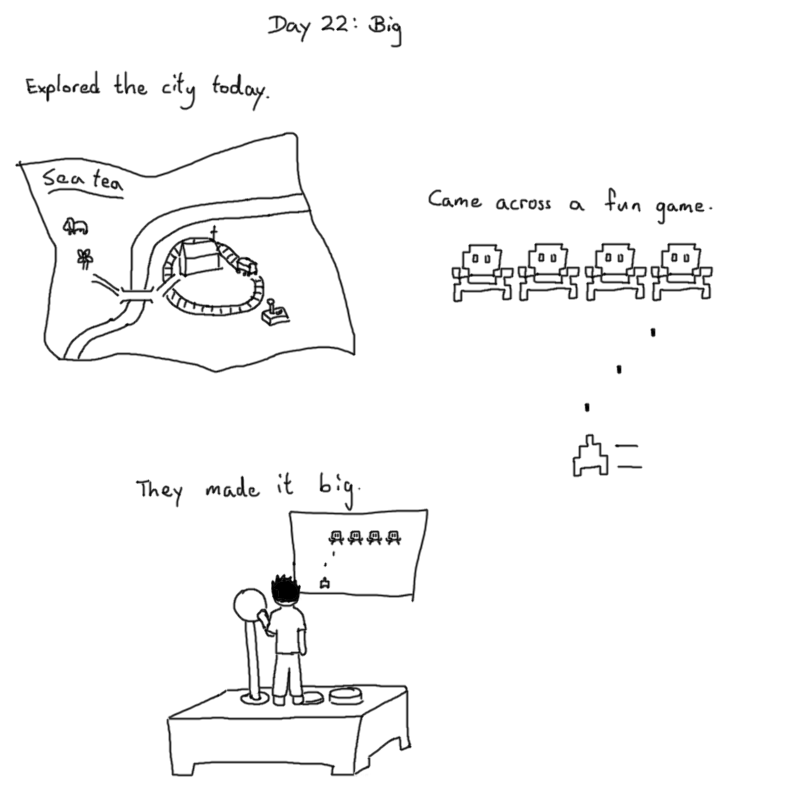 Day 22: Big
Explored the city today.
Sea tea
Came across a fun game.
They made it big.